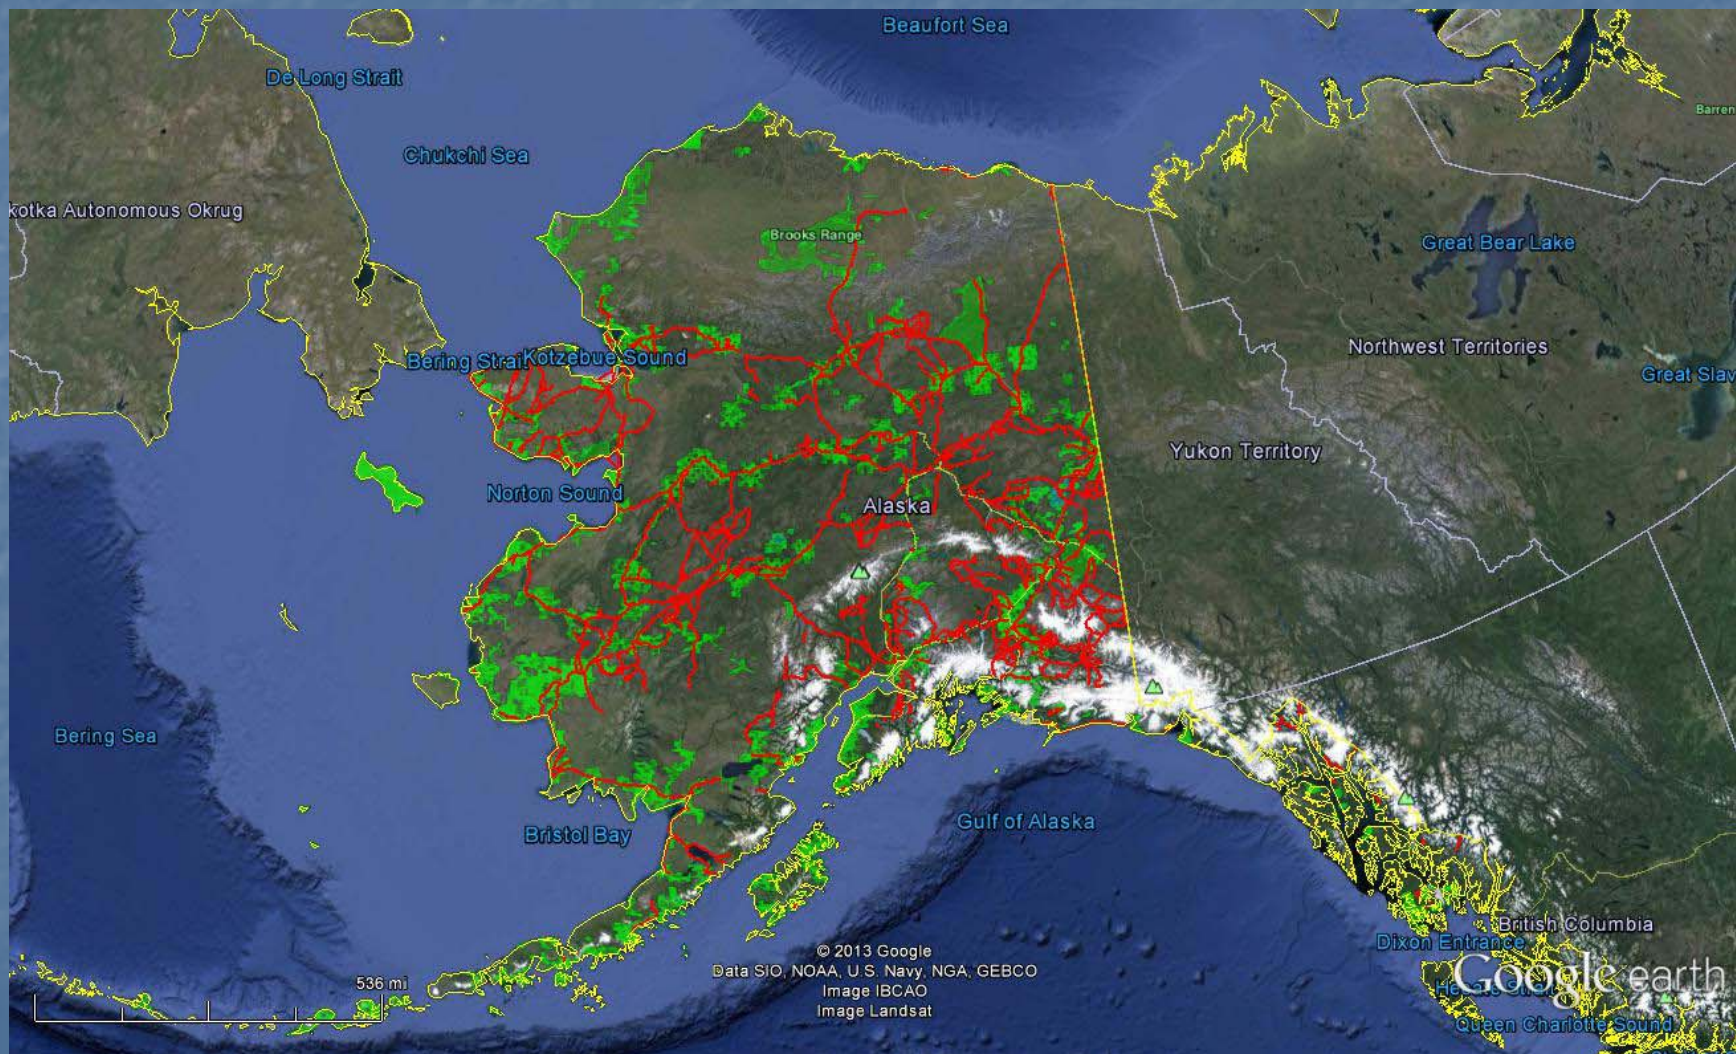 Beaufort Sea
De Long Strait
Barren
Chukchi Sea
kotka Autonomous Okrug
Brooks Range
Great Bear Lake
Northwest Territories
Bering Strait
Kotzebue Sound
Great Slav
Yukon Territory
Norton Sound
Alaska
Bering Sea
Gulf of Alaska
Bristol Bay
British Columbia
Dixon Entrance
© 2013 Google
Data SIO, NOAA, U.S. Navy, NGA, GEBCO
Image IBCAO
Image Landsat
536 mi
Google earth
Queen Charlotte Sound